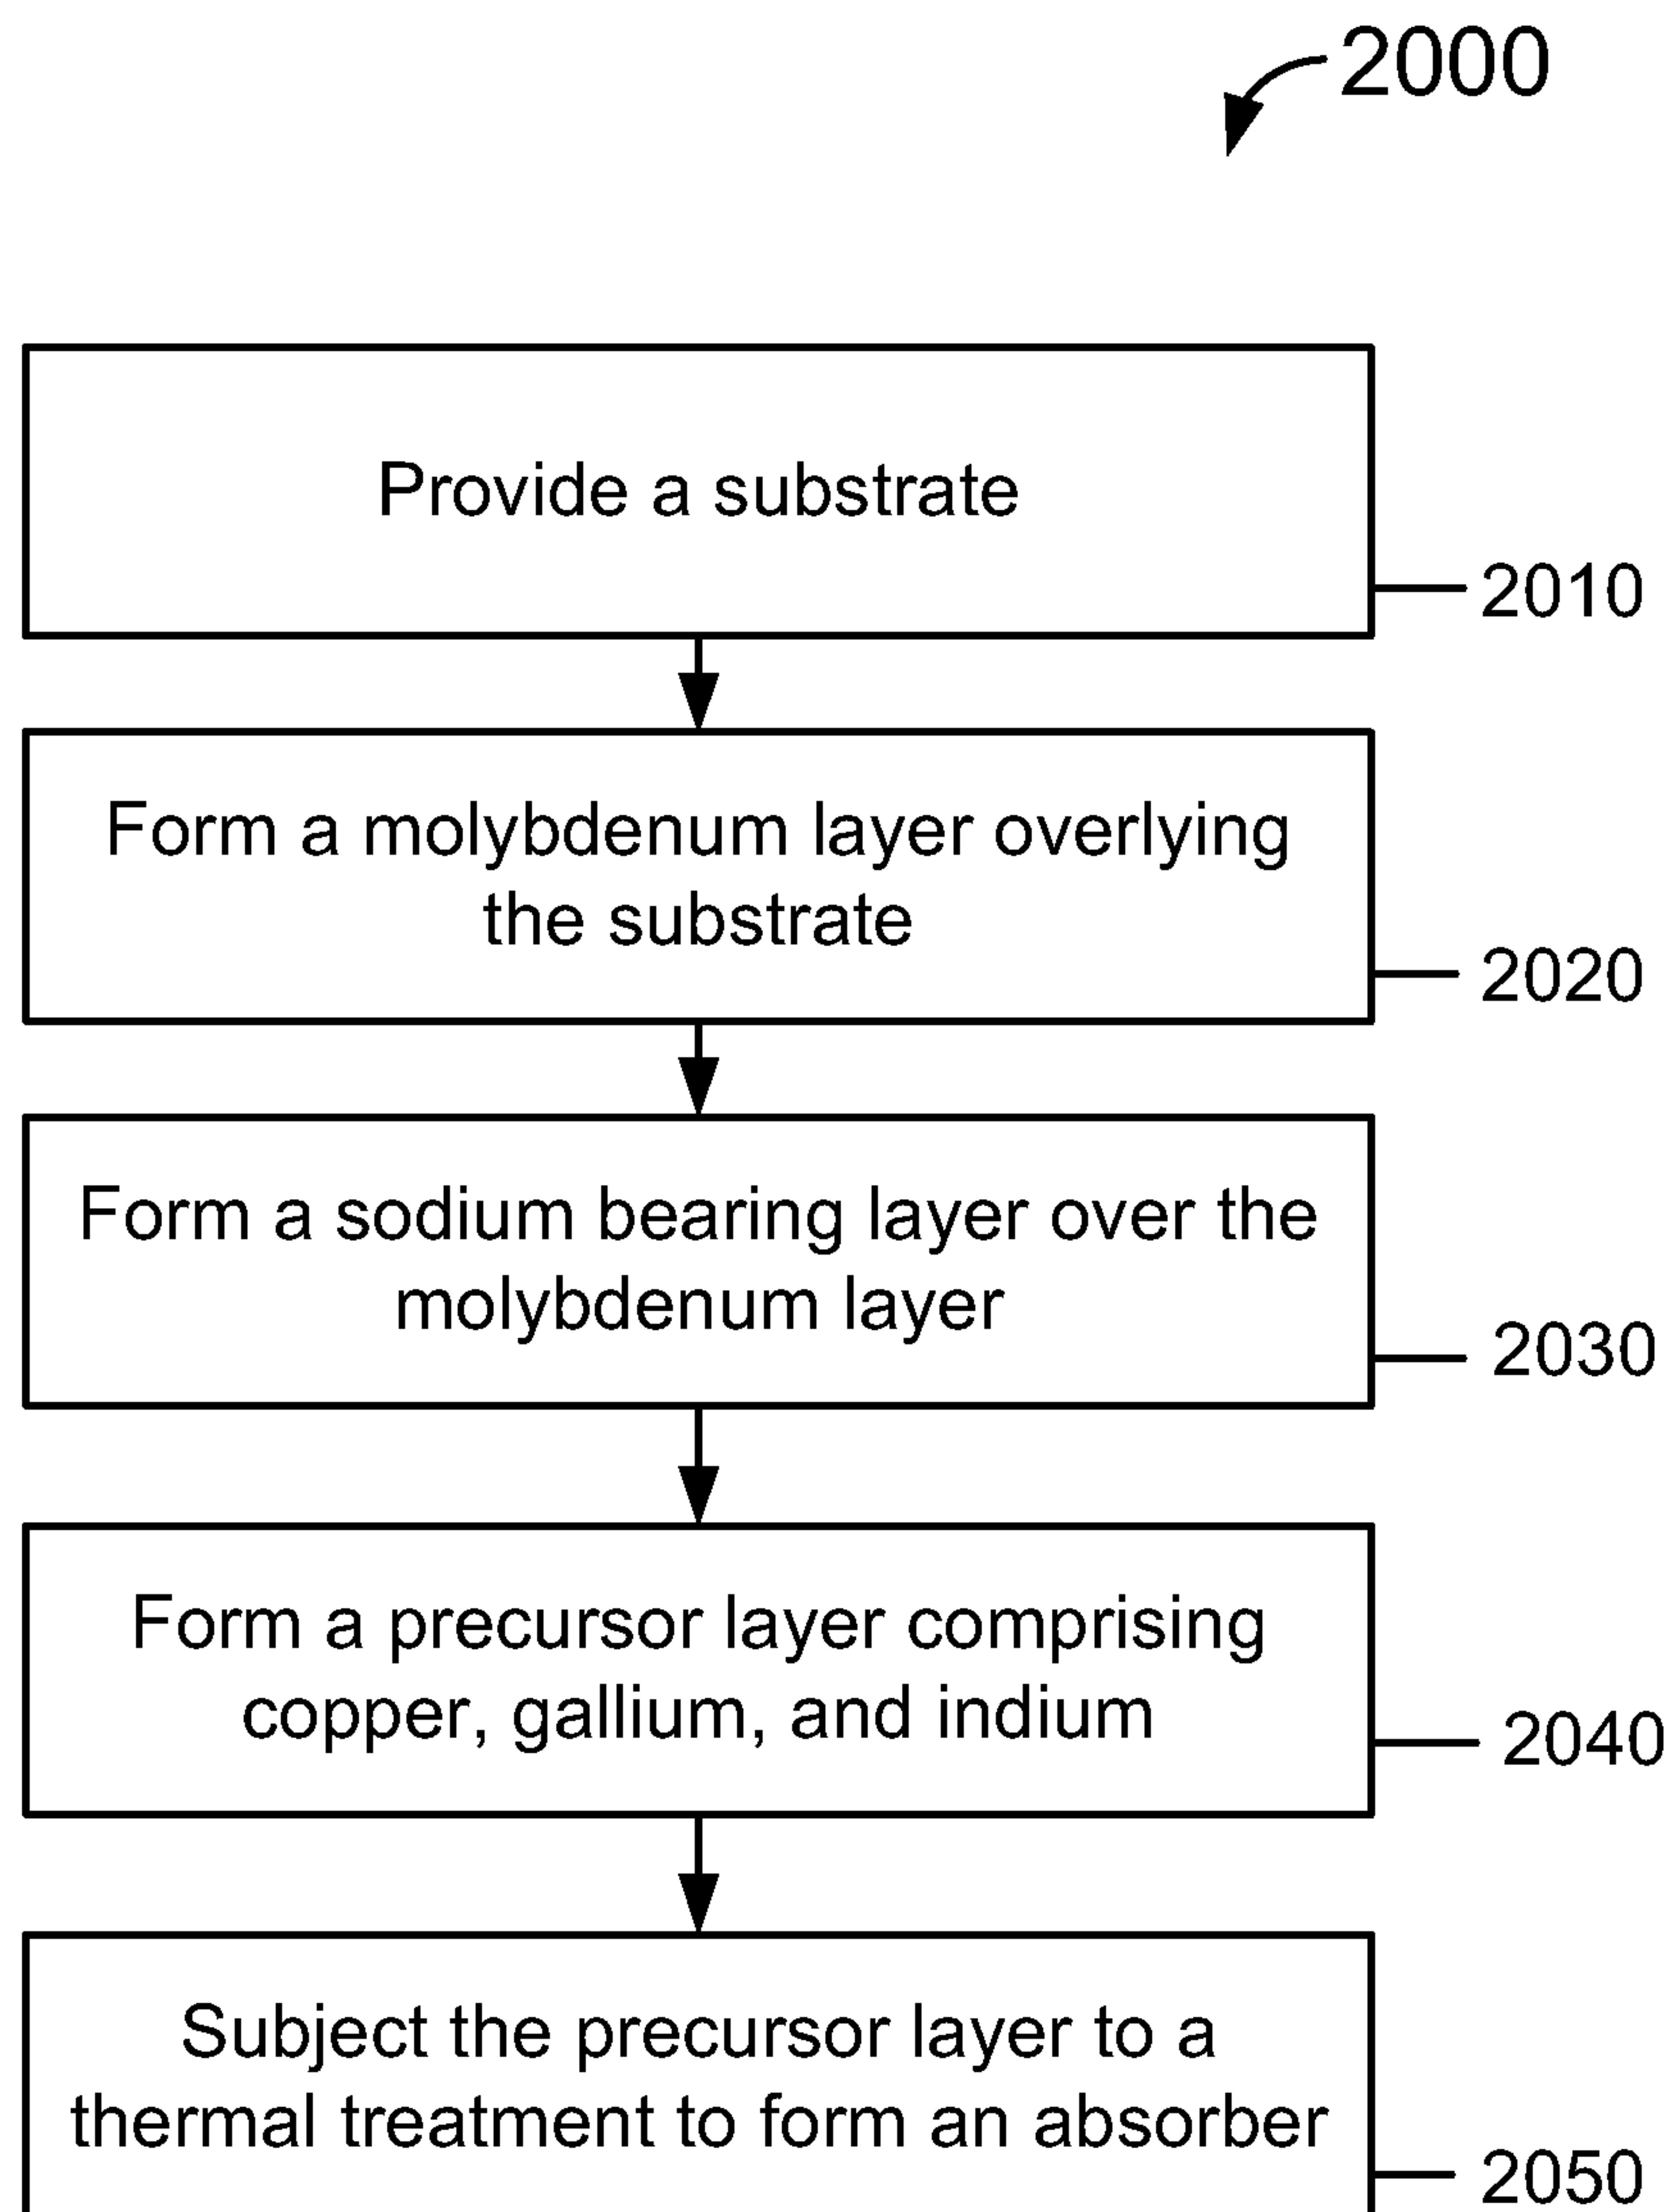 2000
Provide a substrate
2010
Form a molybdenum layer overlying
the substrate
2020
Form a sodium bearing layer over the
molybdenum layer
2030
Form a precursor layer comprising
copper, gallium, and indium
2040
Subject the precursor layer to a
thermal treatment to form an absorber
2050